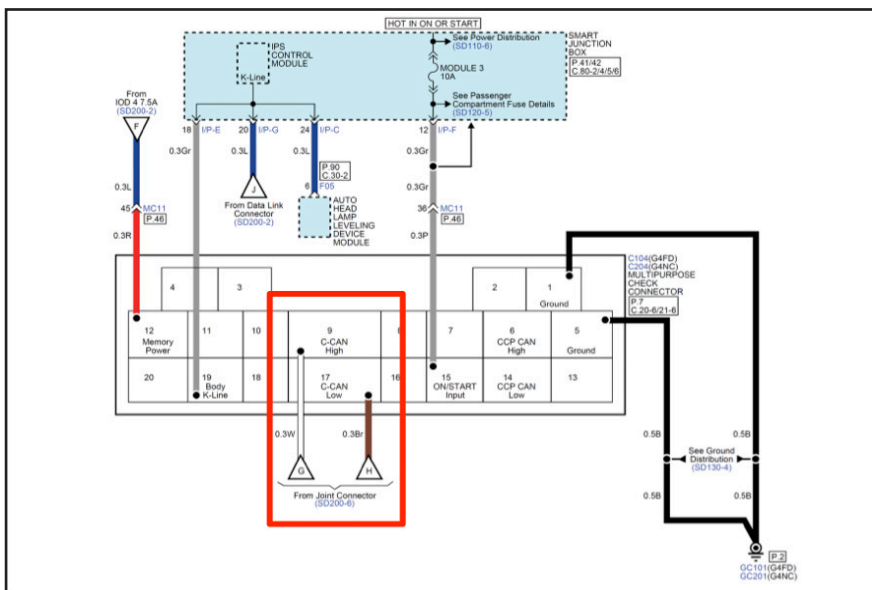 HOT IN ON OR START
See Power Distribution
(SD110-6)
SMART
JUNCTION
BOX
P.41/42
C.80-2/4/5/6
IPS
CONTROL
MODULE
MODULE 3
10A
K-Line
From
IOD 4 7.5A
(SD200-2)
See Passenger
Compartment Fuse Details
(SD120-5)
F
18 I/P-E
20 I/P-G
24 I/P-C
12 I/P-F
0.3Gr
0.3L
0.3L
0.3Gr
P.90
C.30-2
0.3L
J
6 F05
0.3Gr
From Data Link
Connector
(SD200-2)
AUTO
HEAD
LAMP
LEVELING
DEVICE
MODULE
45 MC11
P.46
36 MC11
P.46
0.3R
0.3P
C104(G4FD)
C204(G4NC)
MULTIPURPOSE
CHECK
CONNECTOR
P.7
C.20-6/21-6
4
3
2
1
Ground
12
Memory
Power
11
10
9
C-CAN
High
8
7
6
CCP CAN
High
5
Ground
20
19
Body
K-Line
18
17
C-CAN
Low
16
15
ON/START
Input
14
CCP CAN
Low
13
0.3W
0.3Br
0.5B
0.5B
G
H
See Ground
Distribution
(SD130-4)
From Joint Connector
(SD200-6)
0.5B
0.5B
P.2
GC101(G4FD)
GC201(G4NC)